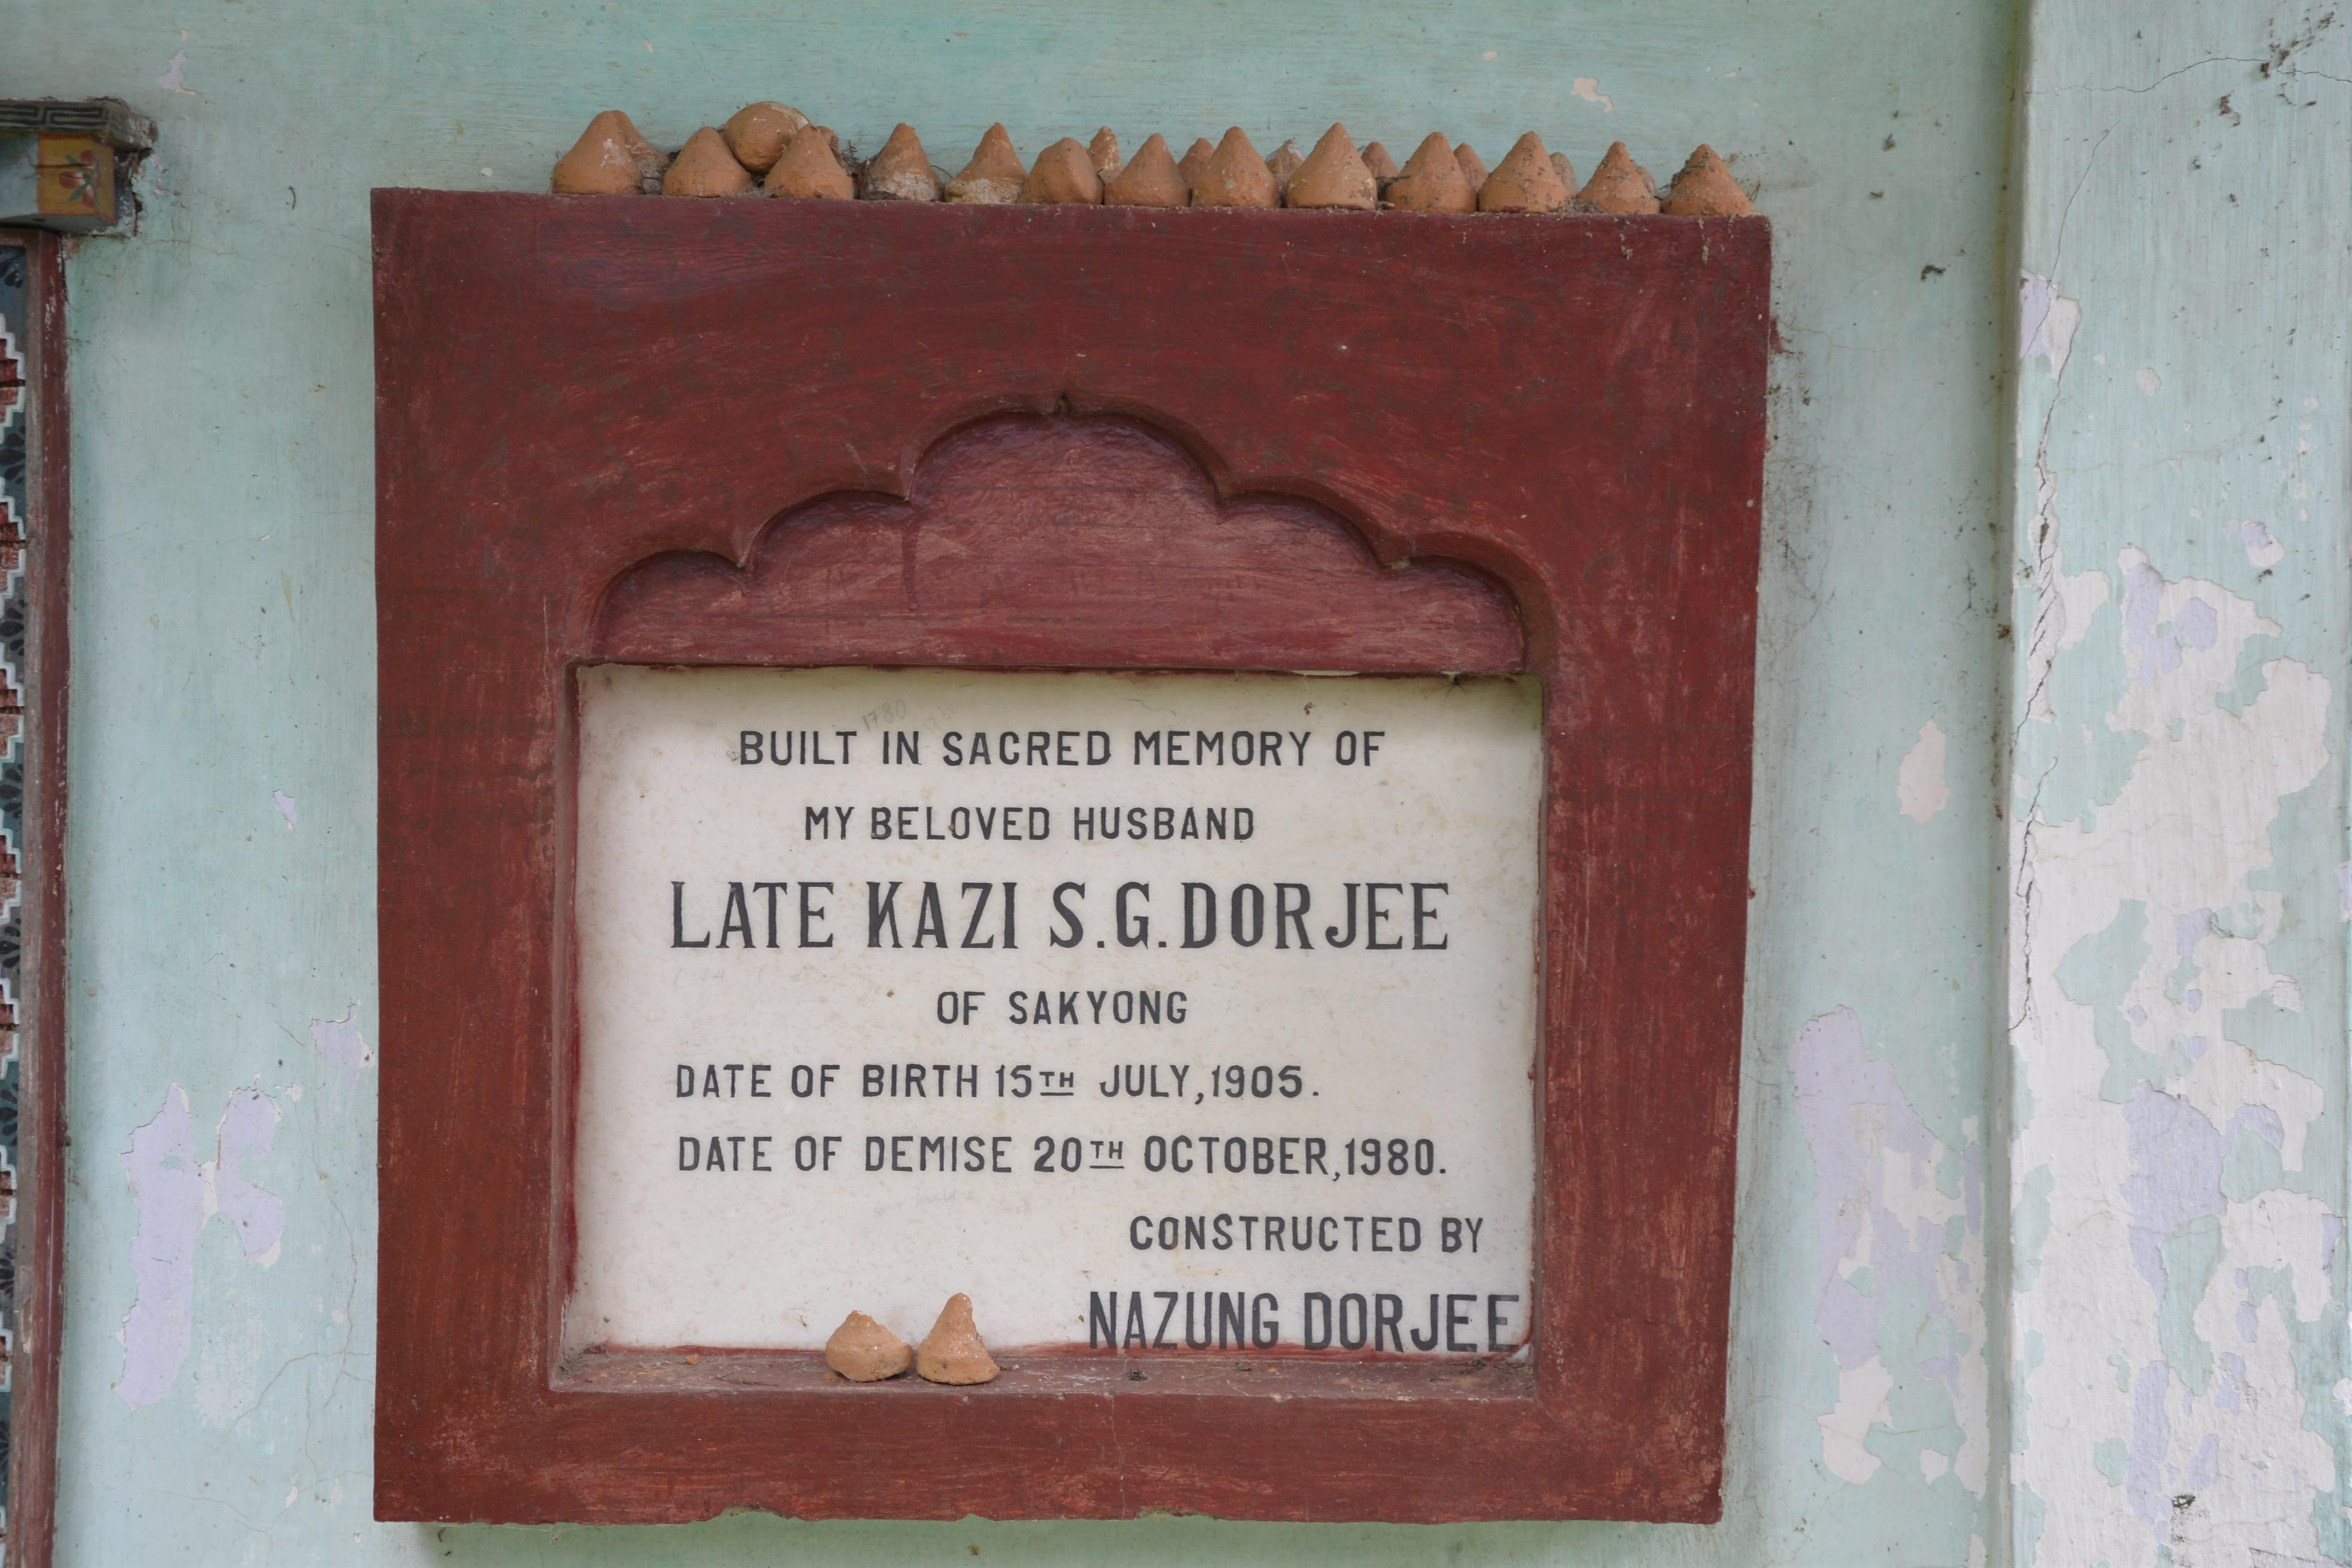 1780
BUILT IN SACRED MEMORY OF
MY BELOVED HUSBAND
LATE KAZI S.G. DORJEE
OF SAKYONG
DATE OF BIRTH 15TH JULY, 1905.
DATE OF DEMISE 20TH OCTOBER, 1980.
CONSTRUCTED BY
NAZUNG DORJEE